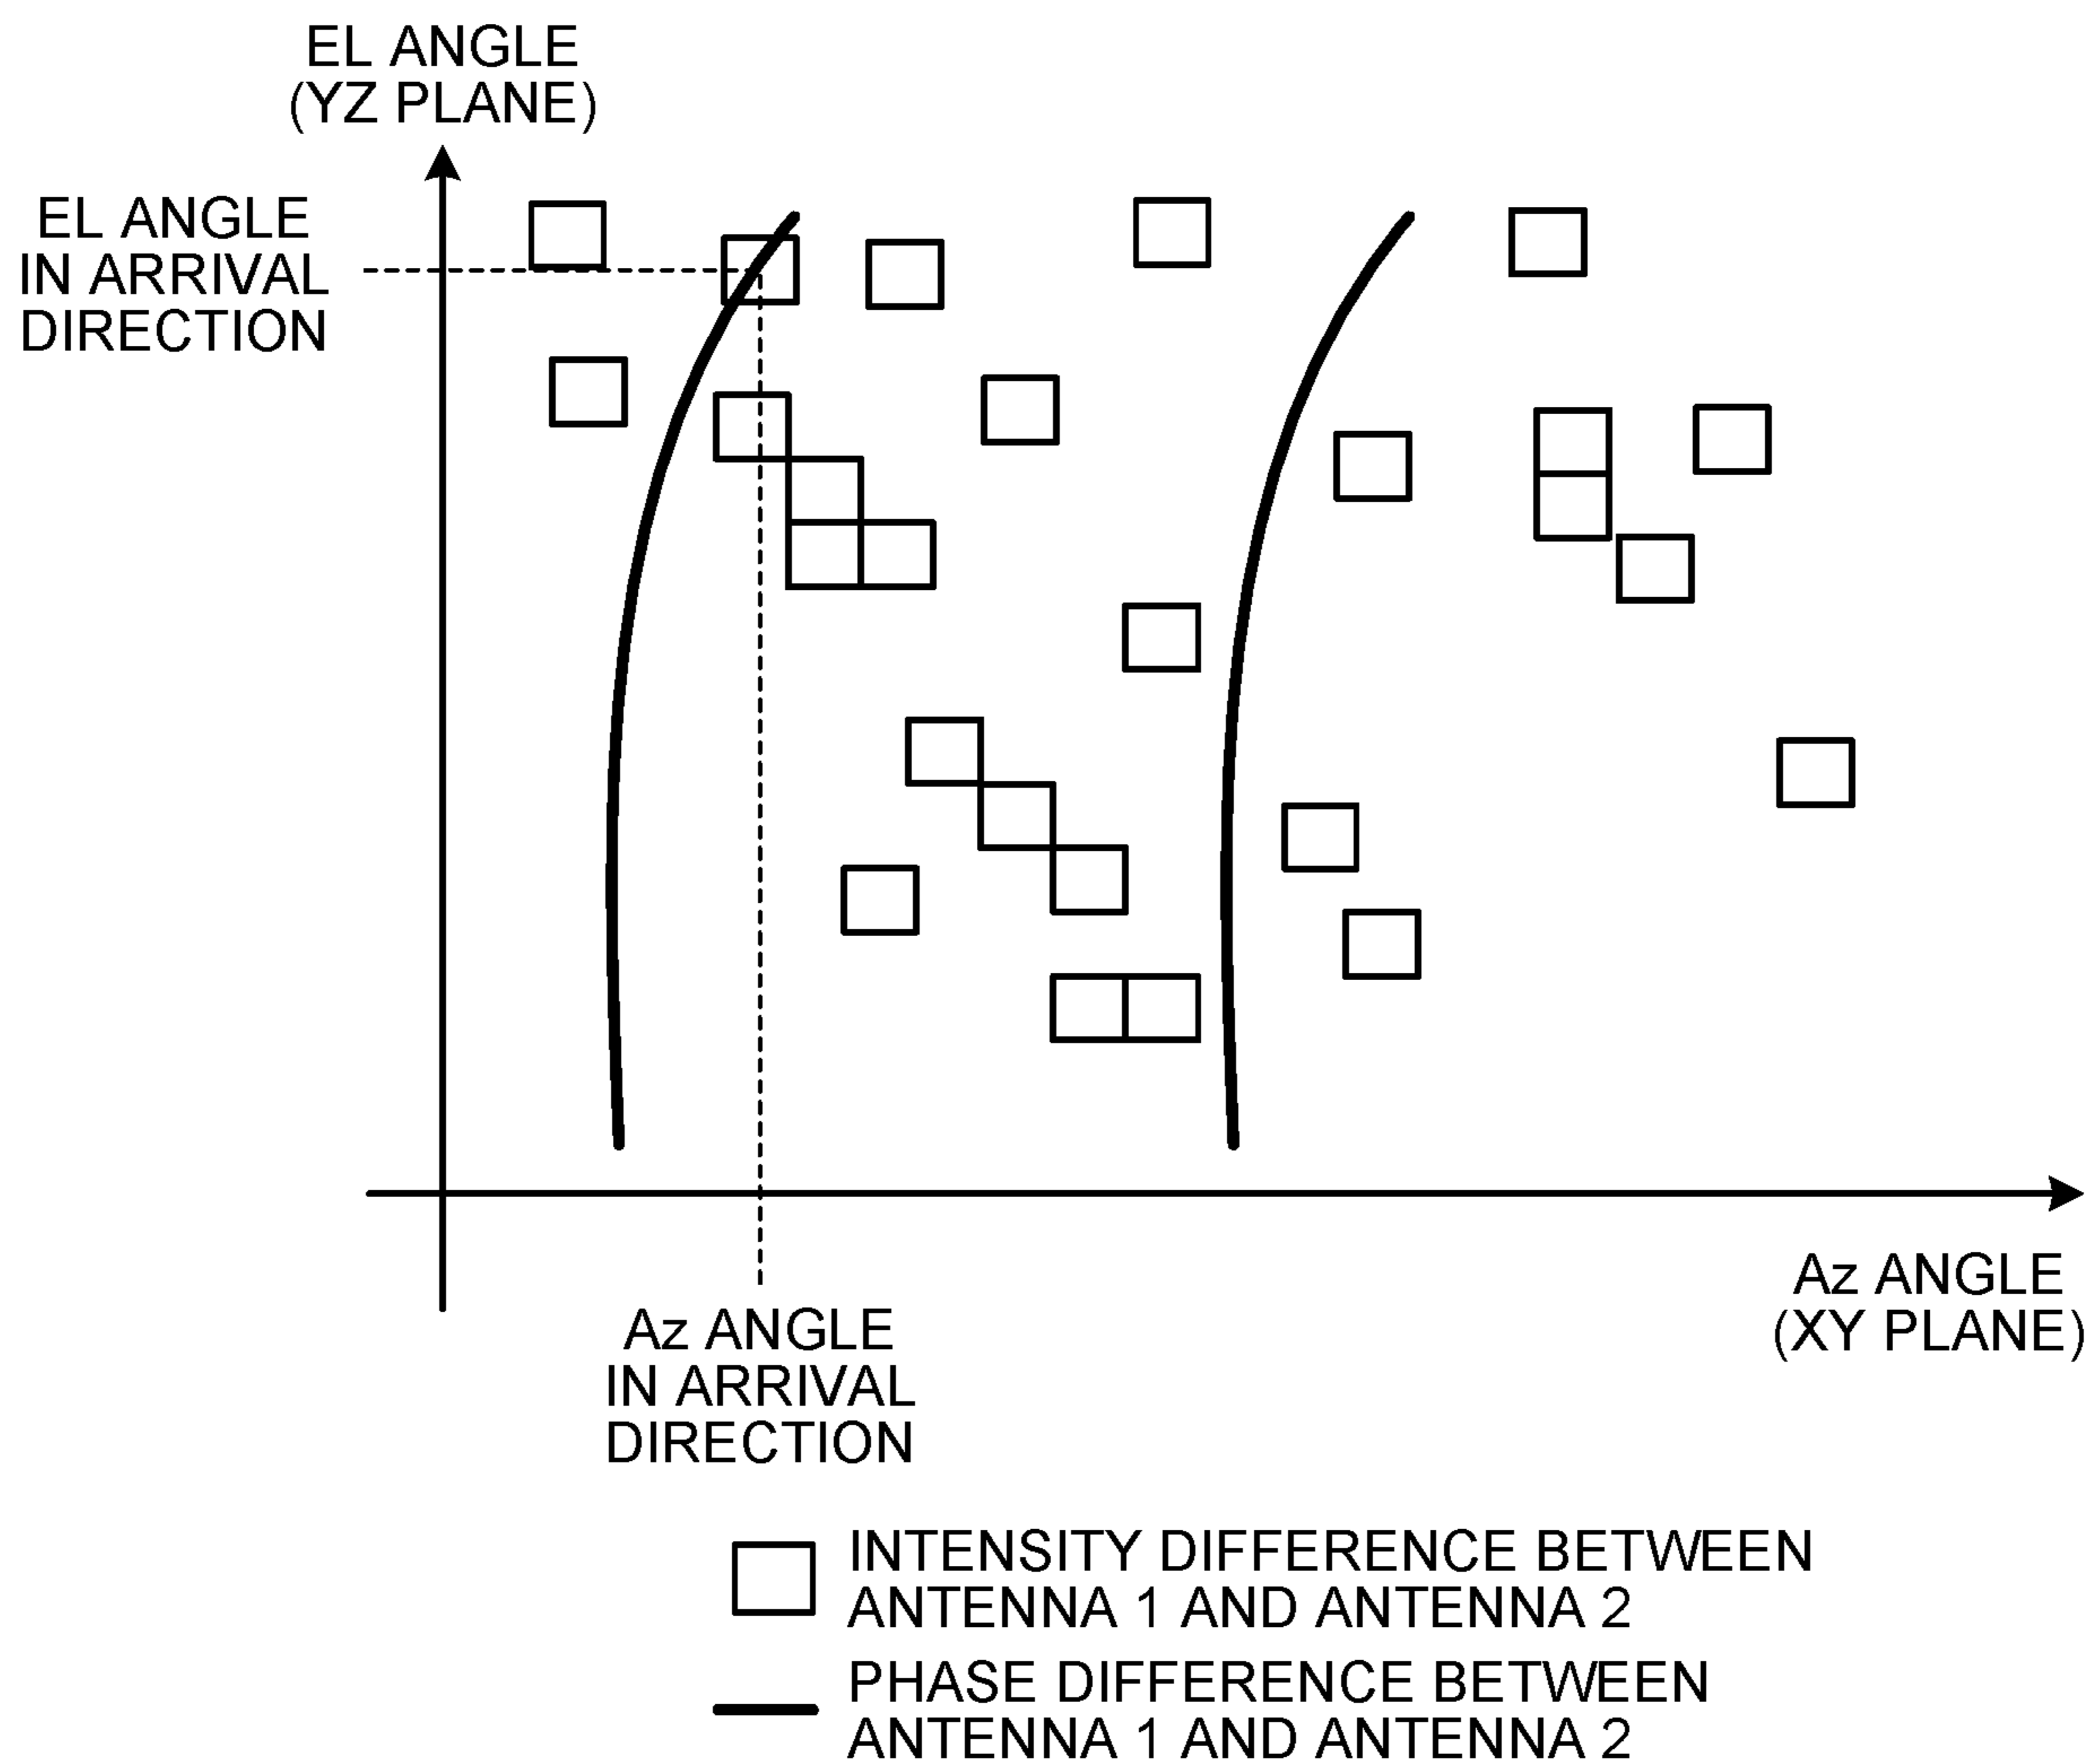 EL ANGLE
(YZ PLANE)
EL ANGLE
IN ARRIVAL
DIRECTION
Az ANGLE
(XY PLANE)
Az ANGLE
IN ARRIVAL
DIRECTION
INTENSITY DIFFERENCE BETWEEN
ANTENNA 1 AND ANTENNA 2
PHASE DIFFERENCE BETWEEN
ANTENNA 1 AND ANTENNA 2